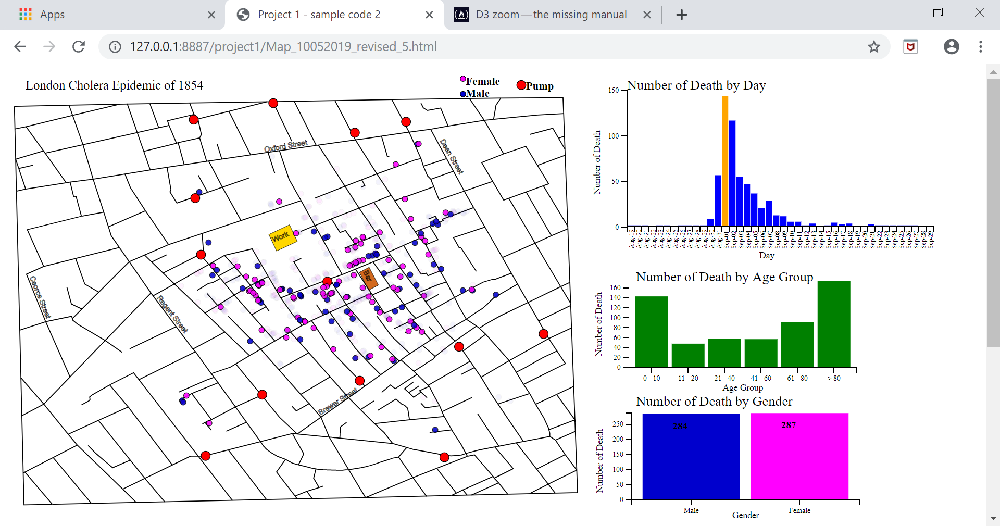 Apps
Project 1 - sample code 2
D3 zoom — the missing manual
127.0.0.1:8887/project1/Map_10052019_revised_5.html
London Cholera Epidemic of 1854
Female
Male
Pump
Oxford Street
Dean Street
Work
Bar
Ceorce Street
Regent Street
Brewer Street
Number of Death by Day
Number of Death
150
100
50
0
Aug-19
Aug-20
Aug-21
Aug-22
Aug-23
Aug-24
Aug-25
Aug-26
Aug-27
Aug-28
Aug-29
Aug-30
Aug-31
Sep-01
Sep-02
Sep-03
Sep-04
Sep-05
Sep-06
Sep-07
Sep-08
Sep-09
Sep-10
Sep-11
Sep-12
Sep-13
Sep-14
Sep-15
Sep-16
Sep-17
Sep-18
Sep-19
Sep-20
Sep-21
Sep-22
Sep-23
Sep-24
Sep-25
Sep-26
Sep-27
Sep-28
Sep-29
Day
Number of Death by Age Group
Number of Death
160
140
120
100
80
60
40
20
0
0 - 10
11 - 20
21 - 40
41 - 60
61 - 80
> 80
Age Group
Number of Death by Gender
Number of Death
250
200
150
100
50
0
284
287
Male
Female
Gender